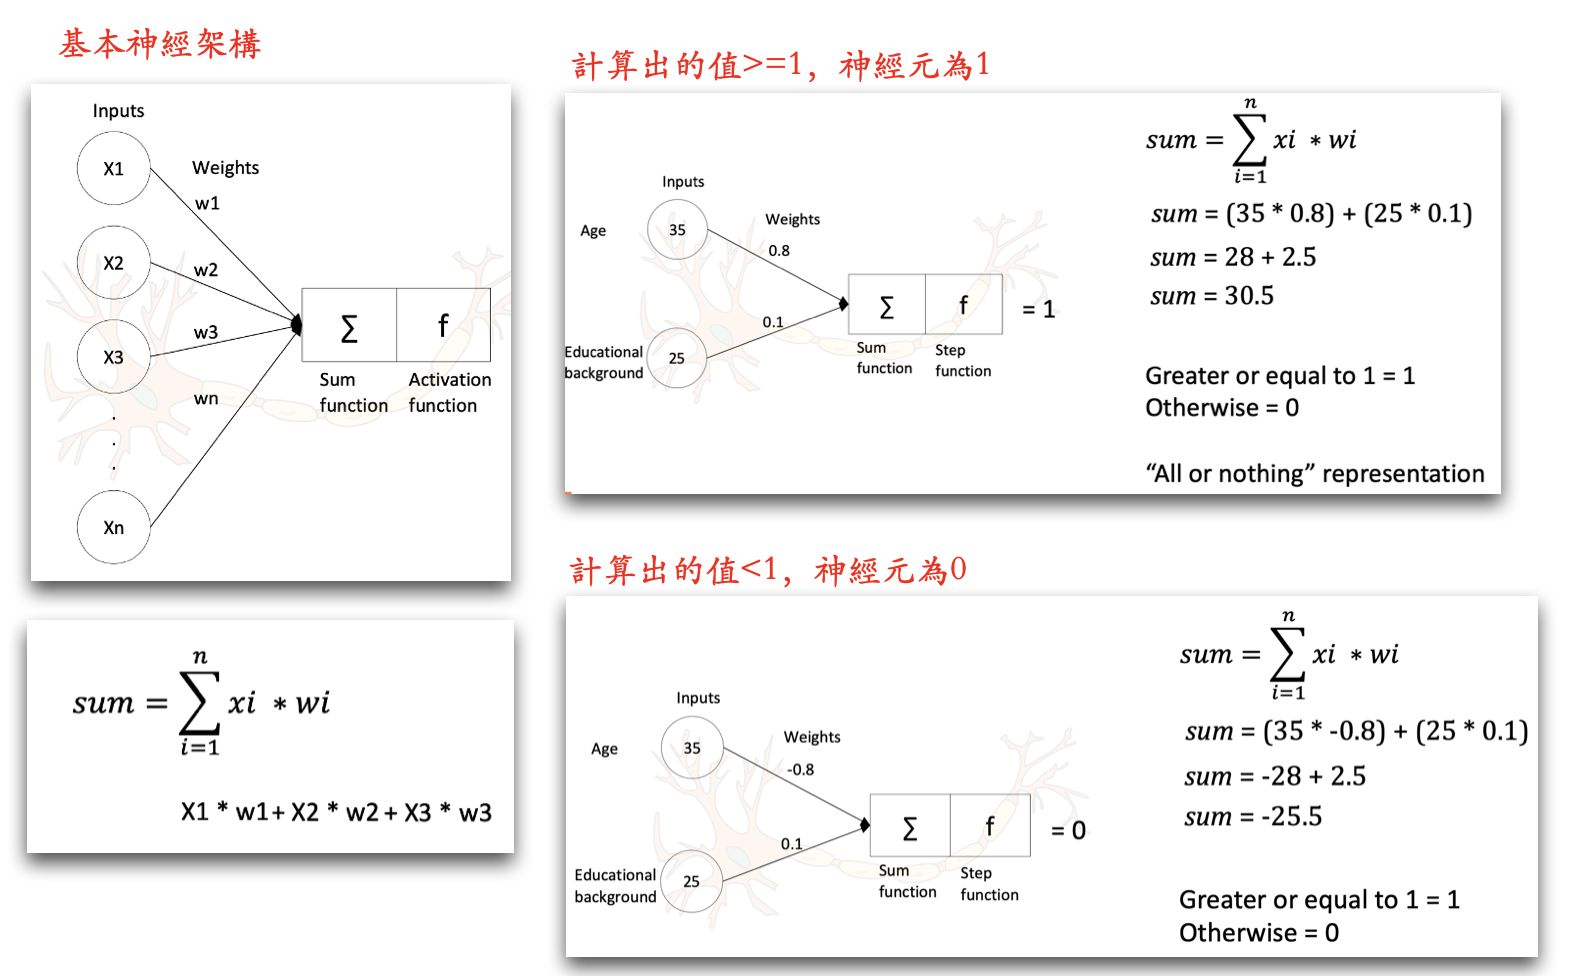 基本神經架構
Inputs
X1
Weights
w1
X2
w2
X3
w3
wn
.
.
.
Xn
∑
f
Sum
function
Activation
function
n
sum = ∑ xi * wi
i=1
X1 * w1+ X2 * w2 + X3 * w3
計算出的值>=1, 神經元為1
Inputs
Age
35
Weights
0.8
0.1
Educational
background
25
∑
f
= 1
Sum
function
Step
function
n
sum = ∑ xi * wi
i=1
sum = (35 * 0.8) + (25 * 0.1)
sum = 28 + 2.5
sum = 30.5
Greater or equal to 1 = 1
Otherwise = 0
“All or nothing” representation
計算出的值<1, 神經元為0
Inputs
Age
35
Weights
-0.8
0.1
Educational
background
25
∑
f
= 0
Sum
function
Step
function
n
sum = ∑ xi * wi
i=1
sum = (35 * -0.8) + (25 * 0.1)
sum = -28 + 2.5
sum = -25.5
Greater or equal to 1 = 1
Otherwise = 0